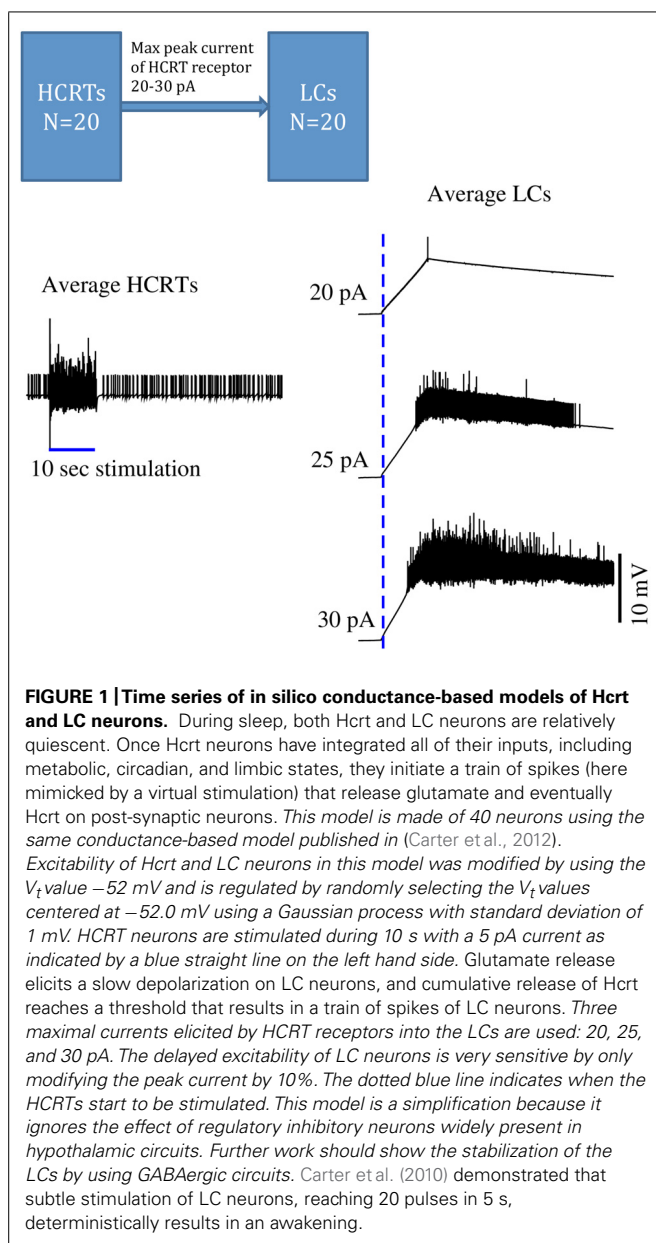 Max peak current
of HCRT receptor
20-30 pA
HCRTs
N=20
LCs
N=20
Average LCs
Average HCRTs
20 pA
25 pA
10 sec stimulation
30 pA
10 mV
FIGURE 1 | Time series of in silico conductance-based models of Hcrt
and LC neurons. During sleep, both Hcrt and LC neurons are relatively
quiescent. Once Hcrt neurons have integrated all of their inputs, including
metabolic, circadian, and limbic states, they initiate a train of spikes (here
mimicked by a virtual stimulation) that release glutamate and eventually
Hcrt on post-synaptic neurons. This model is made of 40 neurons using the
same conductance-based model published in (Carter et al., 2012).
Excitability of Hcrt and LC neurons in this model was modified by using the
Vt value −52 mV and is regulated by randomly selecting the Vt values
centered at −52.0 mV using a Gaussian process with standard deviation of
1 mV. HCRT neurons are stimulated during 10 s with a 5 pA current as
indicated by a blue straight line on the left hand side. Glutamate release
elicits a slow depolarization on LC neurons, and cumulative release of Hcrt
reaches a threshold that results in a train of spikes of LC neurons. Three
maximal currents elicited by HCRT receptors into the LCs are used: 20, 25,
and 30 pA. The delayed excitability of LC neurons is very sensitive by only
modifying the peak current by 10%. The dotted blue line indicates when the
HCRTs start to be stimulated. This model is a simplification because it
ignores the effect of regulatory inhibitory neurons widely present in
hypothalamic circuits. Further work should show the stabilization of the
LCs by using GABAergic circuits. Carter et al. (2010) demonstrated that
subtle stimulation of LC neurons, reaching 20 pulses in 5 s,
deterministically results in an awakening.